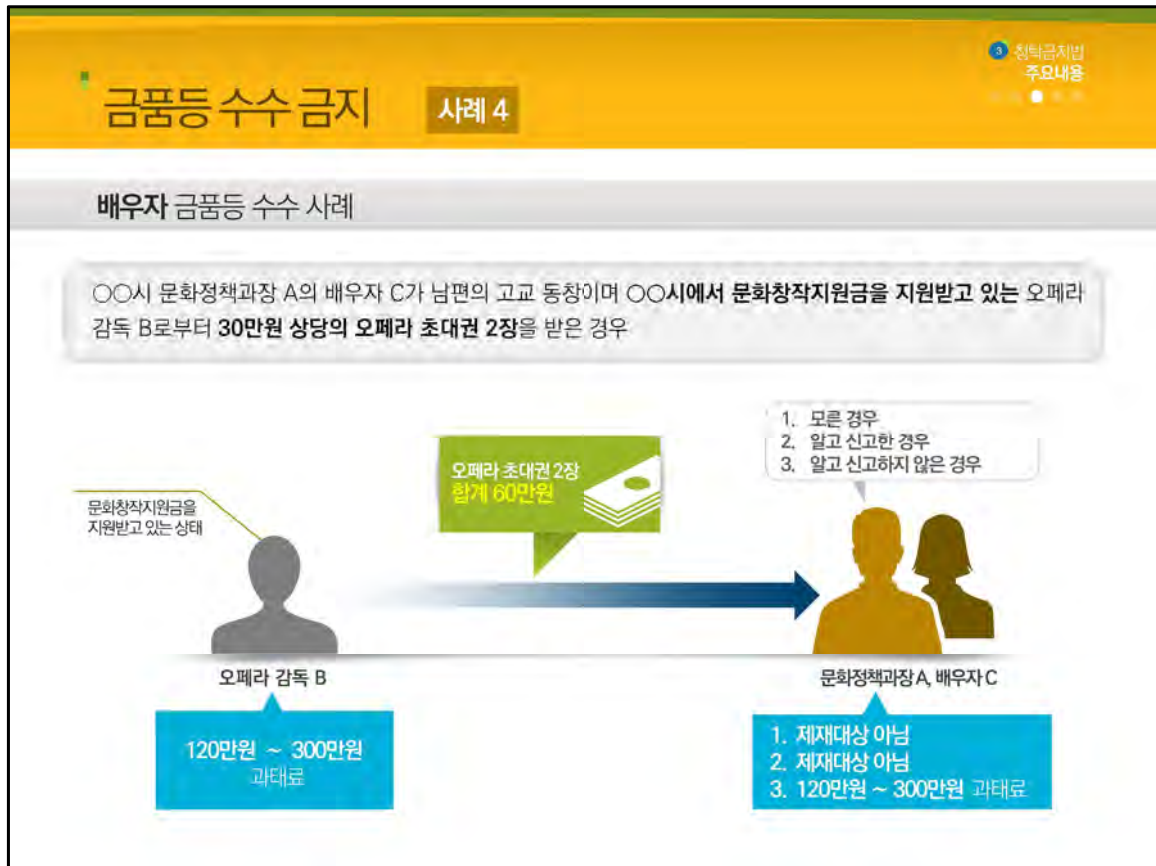 3 청탁금지법
주요내용
금품등 수수 금지
사례 4
배우자 금품등 수수 사례
○○시 문화정책과장 A의 배우자 C가 남편의 고교 동창이며 ○○시에서 문화창작지원금을 지원받고 있는 오페라
감독 B로부터 30만원 상당의 오페라 초대권 2장을 받은 경우
1. 모른 경우
2. 알고 신고한 경우
3. 알고 신고하지 않은 경우
오페라 초대권 2장
합계 60만원
문화창작지원금을
지원받고 있는 상태
오페라 감독 B
문화정책과장 A, 배우자 C
120만원 ~ 300만원
과태료
1. 제재대상 아님
2. 제재대상 아님
3. 120만원 ~ 300만원 과태료